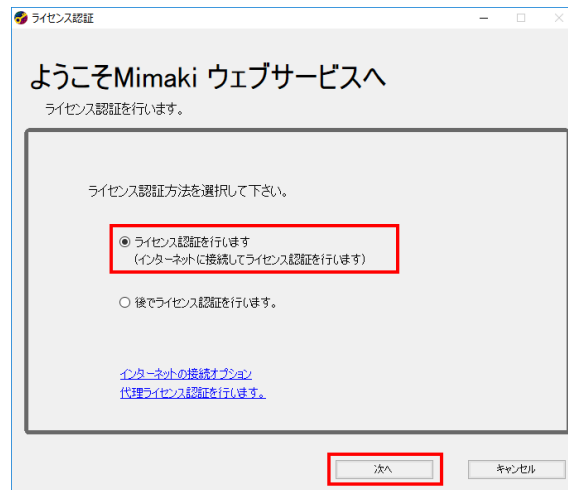 ライセンス認証
ようこそMimaki ウェブサービスへ
ライセンス認証を行います。
ライセンス認証方法を選択して下さい。
ライセンス認証を行います
(インターネットに接続してライセンス認証を行います)
後でライセンス認証を行います。
インターネットの接続オプション
代理ライセンス認証を行います。
次へ
キャンセル